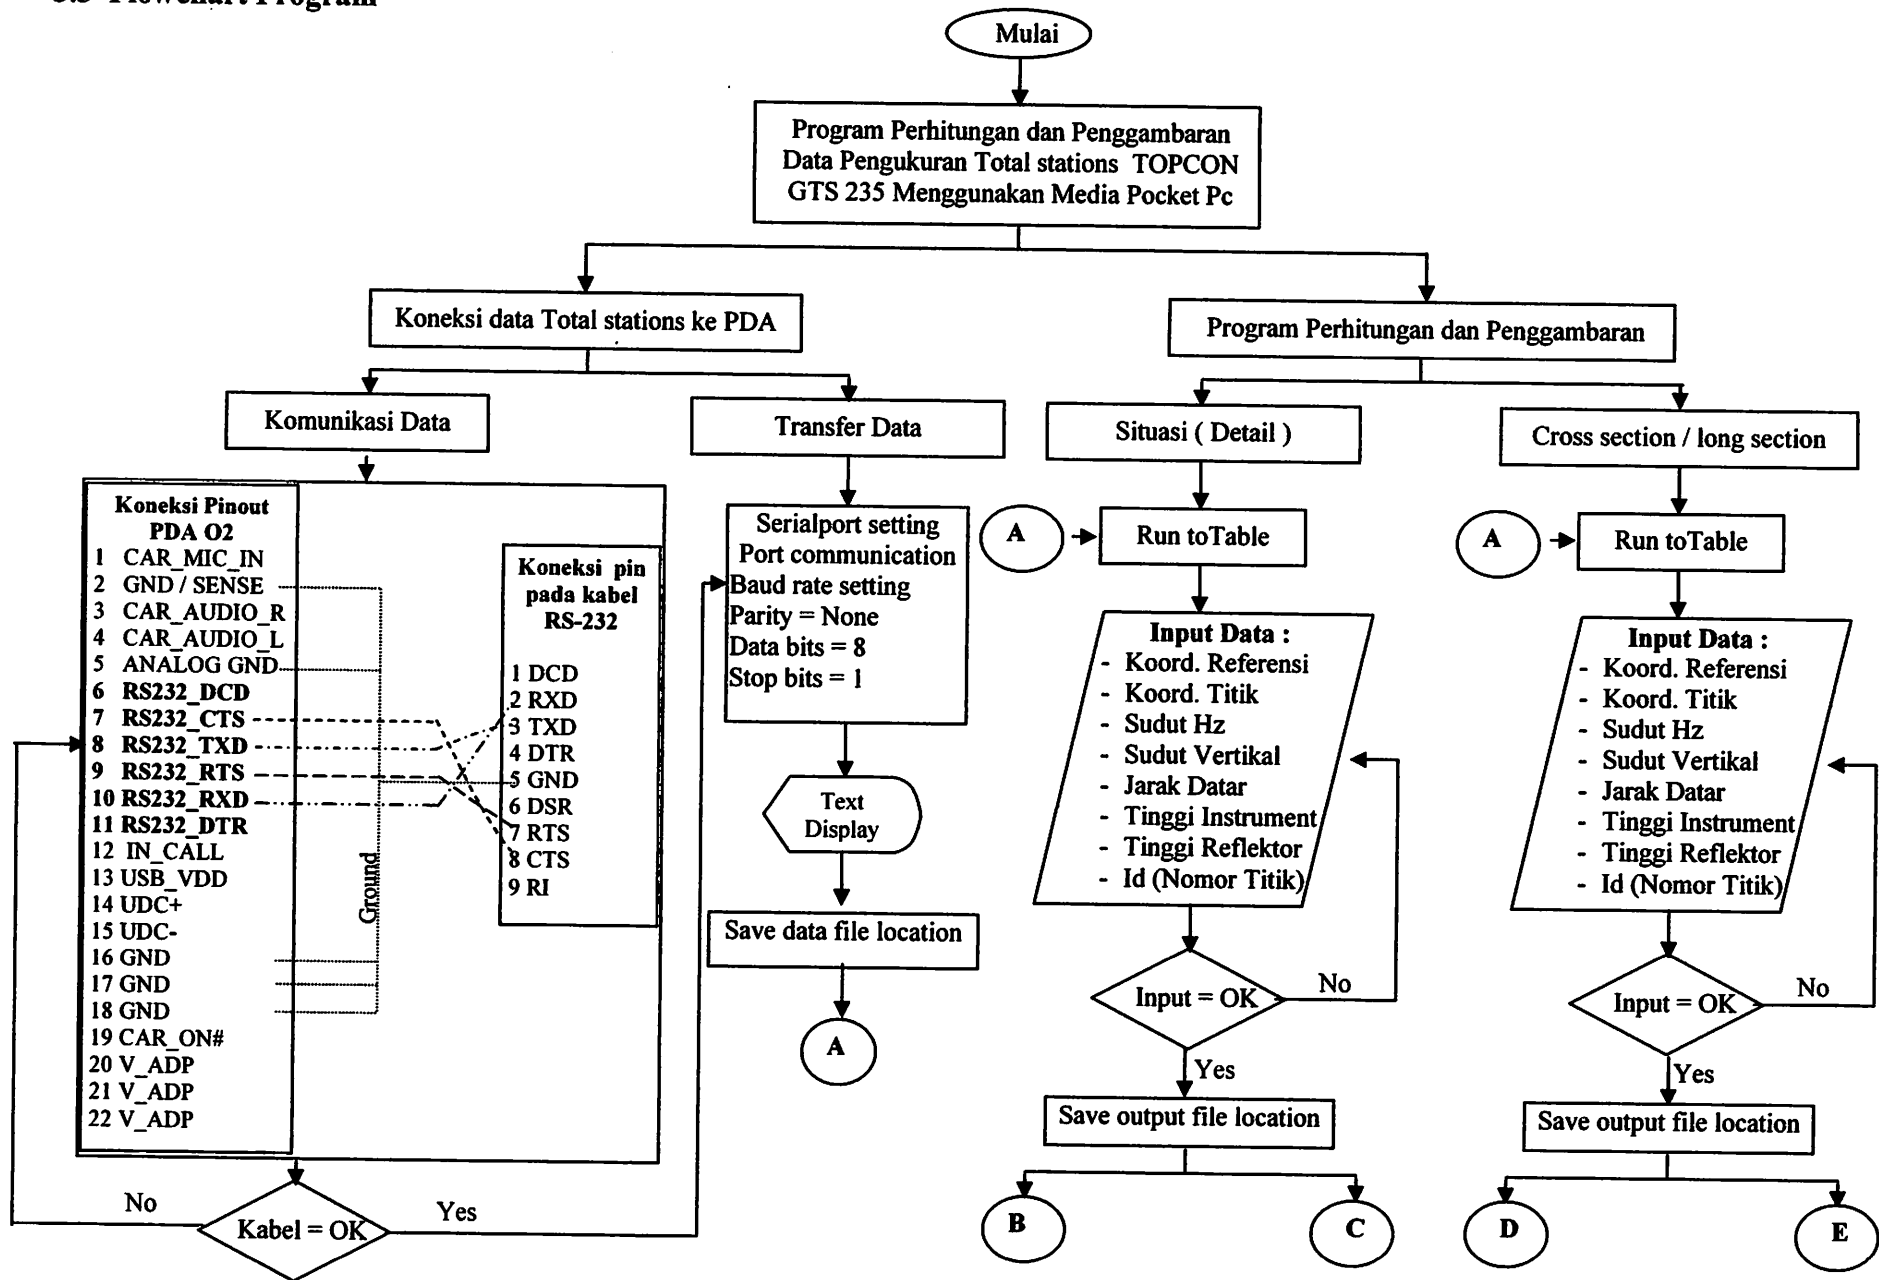 Mulai
Program Perhitungan dan Penggambaran
Data Pengukuran Total stations TOPCON
GTS 235 Menggunakan Media Pocket Pc
Koneksi data Total stations ke PDA
Program Perhitungan dan Penggambaran
Komunikasi Data
Transfer Data
Situasi ( Detail )
Cross section / long section
Koneksi Pinout
PDA O2
1 CAR_MIC_IN
2 GND / SENSE
3 CAR_AUDIO_R
4 CAR_AUDIO_L
5 ANALOG GND
6 RS232_DCD
7 RS232_CTS
8 RS232_TXD
9 RS232_RTS
10 RS232_RXD
11 RS232_DTR
12 IN_CALL
13 USB_VDD
14 UDC+
15 UDC-
16 GND
17 GND
18 GND
19 CAR_ON#
20 V_ADP
21 V_ADP
22 V_ADP
Ground
Koneksi pin
pada kabel
RS-232
1 DCD
2 RXD
3 TXD
4 DTR
5 GND
6 DSR
7 RTS
8 CTS
9 RI
No
Kabel = OK
Yes
Serialport setting
Port communication
Baud rate setting
Parity = None
Data bits = 8
Stop bits = 1
Text
Display
Save data file location
A
A
Run toTable
Input Data :
- Koord. Referensi
- Koord. Titik
- Sudut Hz
- Sudut Vertikal
- Jarak Datar
- Tinggi Instrument
- Tinggi Reflektor
- Id (Nomor Titik)
Input = OK
No
Yes
Save output file location
B
C
A
Run toTable
Input Data :
- Koord. Referensi
- Koord. Titik
- Sudut Hz
- Sudut Vertikal
- Jarak Datar
- Tinggi Instrument
- Tinggi Reflektor
- Id (Nomor Titik)
Input = OK
No
Yes
Save output file location
D
E